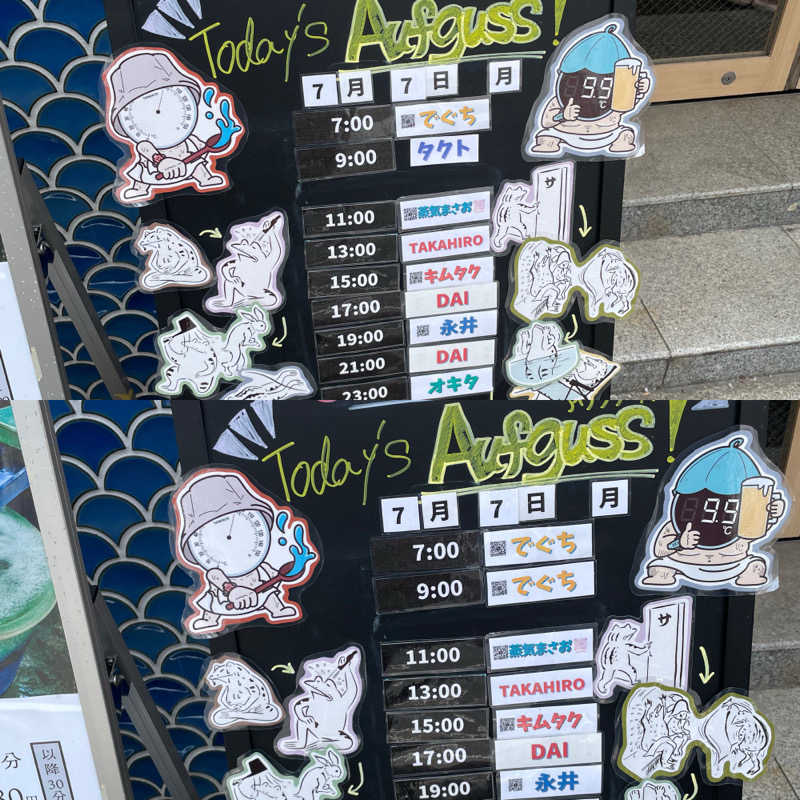 Today's Aufguss!
7月 7日 月
7:00 でぐち
9:00 タクト
11:00 蒸気まさお
13:00 TAKAHIRO
15:00 キムタク
17:00 DAI
19:00 永井
21:00 DAI
23:00 オキタ
9.9
℃
サ
Today's Aufguss!
7月 7日 月
7:00 でぐち
9:00 でぐち
11:00 蒸気まさお
13:00 TAKAHIRO
15:00 キムタク
17:00 DAI
19:00 永井
9.9
℃
サ
分
以降30分